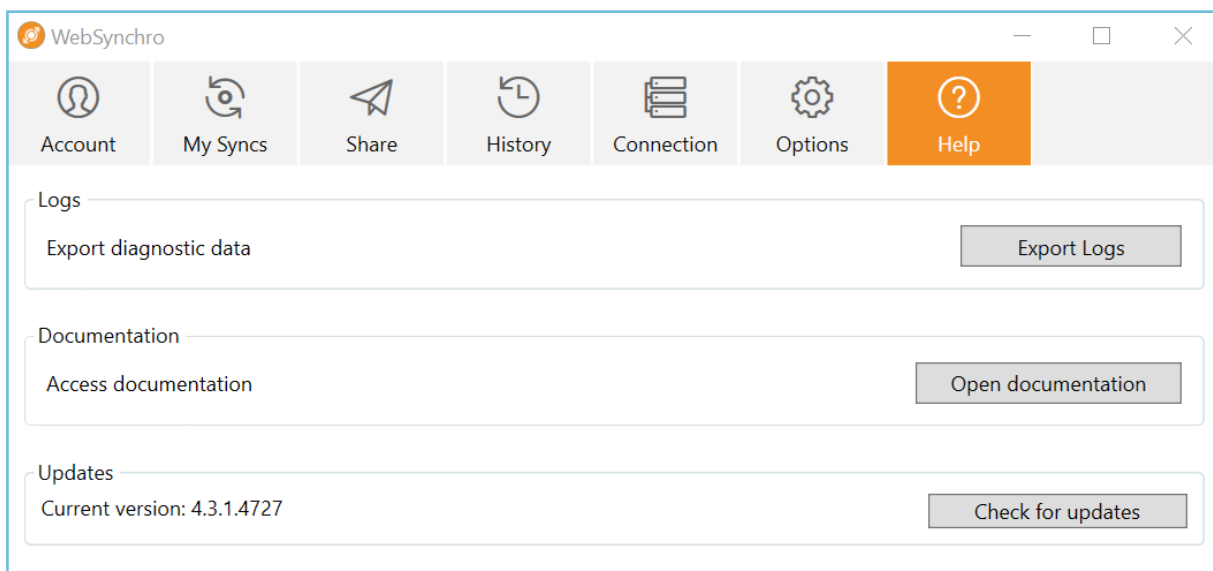 WebSynchro
Account My Syncs Share History Connection Options Help
Logs
Export diagnostic data Export Logs
Documentation
Access documentation Open documentation
Updates
Current version: 4.3.1.4727 Check for updates